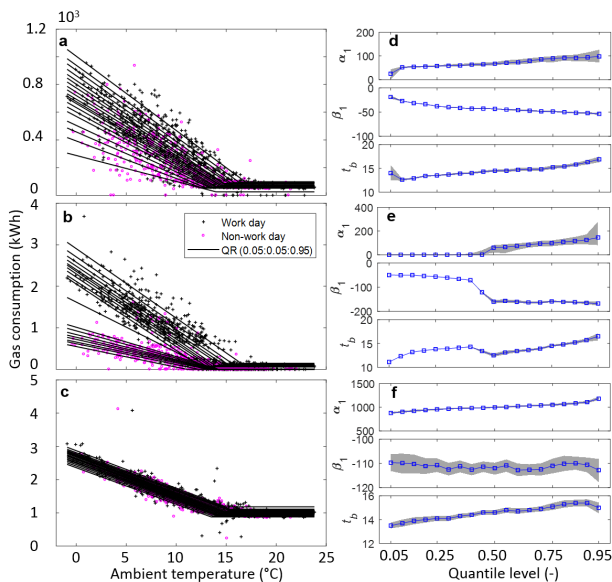 10³
a
1.2
0.8
0.4
0
b
Work day
Non-work day
QR (0.05:0.05:0.95)
4
3
2
1
0
Gas consumption (kWh)
c
5
4
3
2
1
0
0 5 10 15 20 25
Ambient temperature (°C)
d
α₁
200
100
0
β₁
0
-50
-100
t_b
20
15
10
e
α₁
400
200
0
β₁
0
-100
-200
t_b
20
15
10
f
α₁
1500
1000
500
β₁
-100
-110
-120
t_b
16
14
12
0.05 0.25 0.50 0.75 0.95
Quantile level (-)